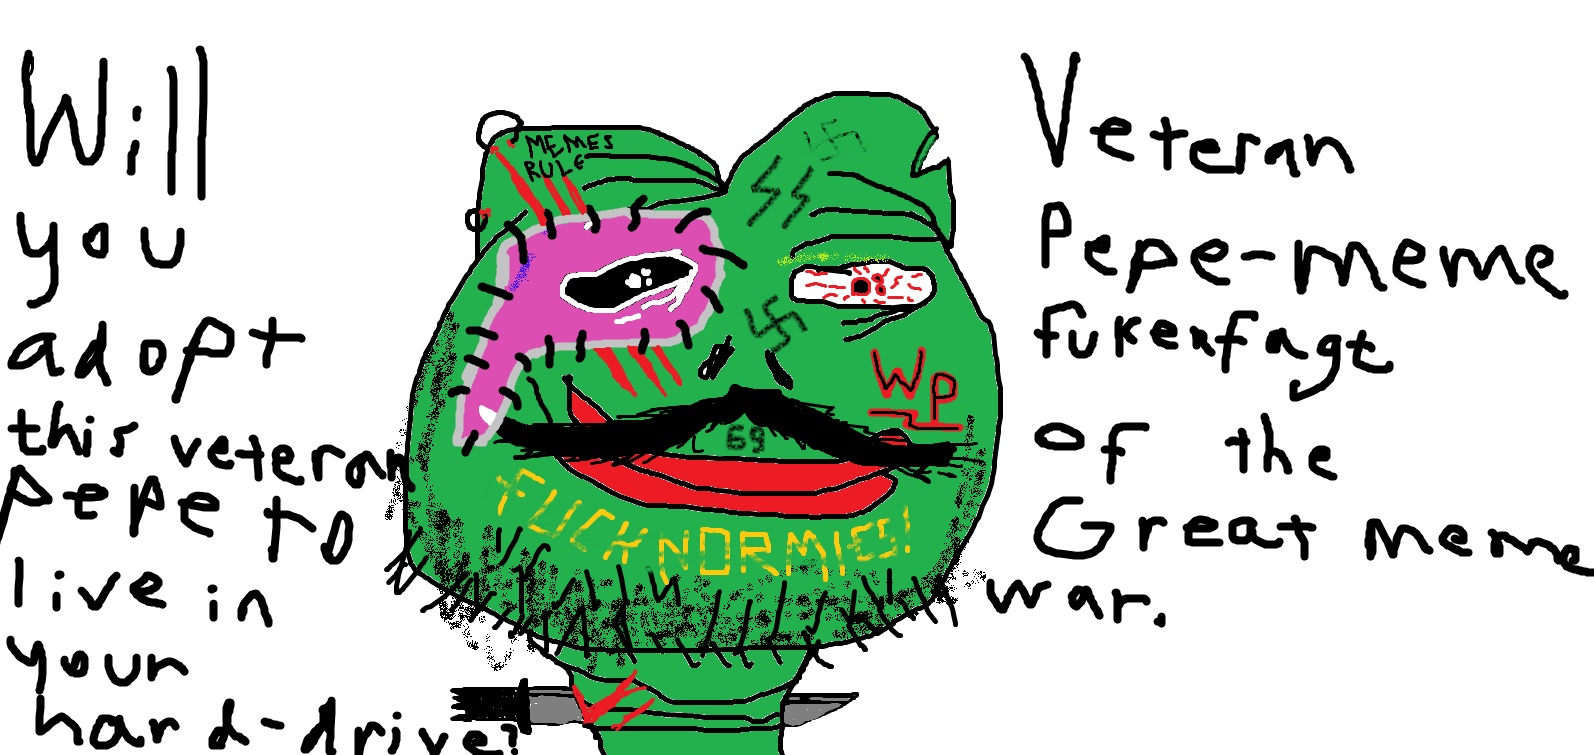 Will
you
adopt
this veteran
pepe to
live in
your
hard-drive?
MEMES
RULE
SS
WP
69
FUCK NORMIES!
Veteran
Pepe-meme
fukenfagt
of the
Great meme
war.